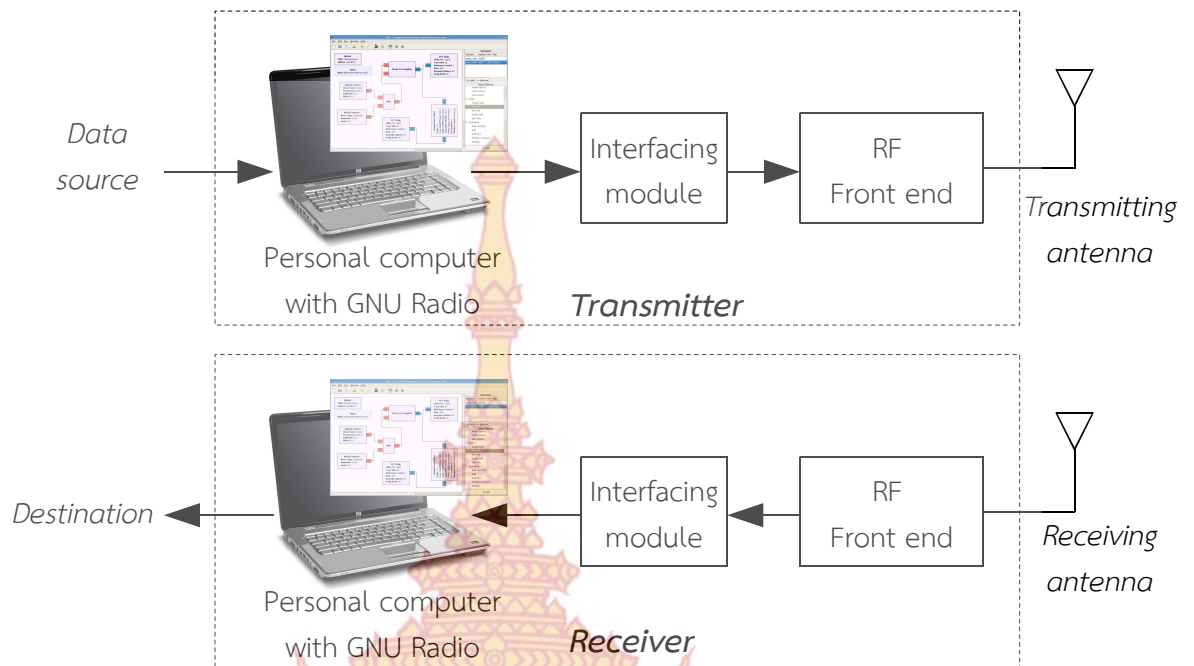 Data
source
Interfacing
module
RF
Front end
Transmitting
antenna
Personal computer
with GNU Radio
Transmitter
Destination
Interfacing
module
RF
Front end
Receiving
antenna
Personal computer
with GNU Radio
Receiver